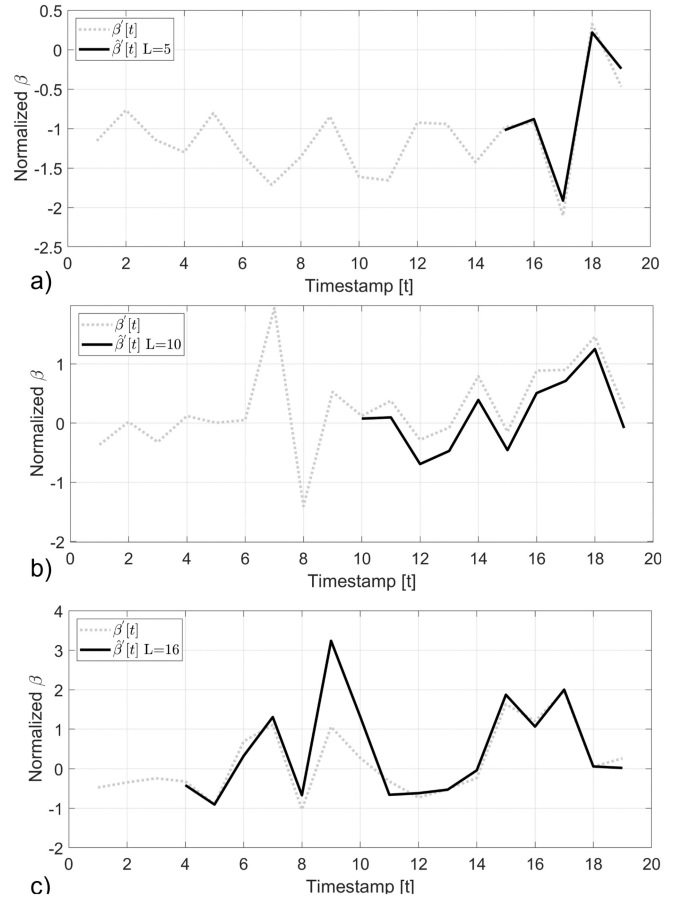 0.5
0
-0.5
-1
-1.5
-2
-2.5
Normalized β
β′[t]
β̂′[t] L=5
0 2 4 6 8 10 12 14 16 18 20
Timestamp [t]
a)
1
0
-1
-2
Normalized β
β′[t]
β̂′[t] L=10
0 2 4 6 8 10 12 14 16 18 20
Timestamp [t]
b)
4
3
2
1
0
-1
-2
Normalized β
β′[t]
β̂′[t] L=16
0 2 4 6 8 10 12 14 16 18 20
Timestamp [t]
c)